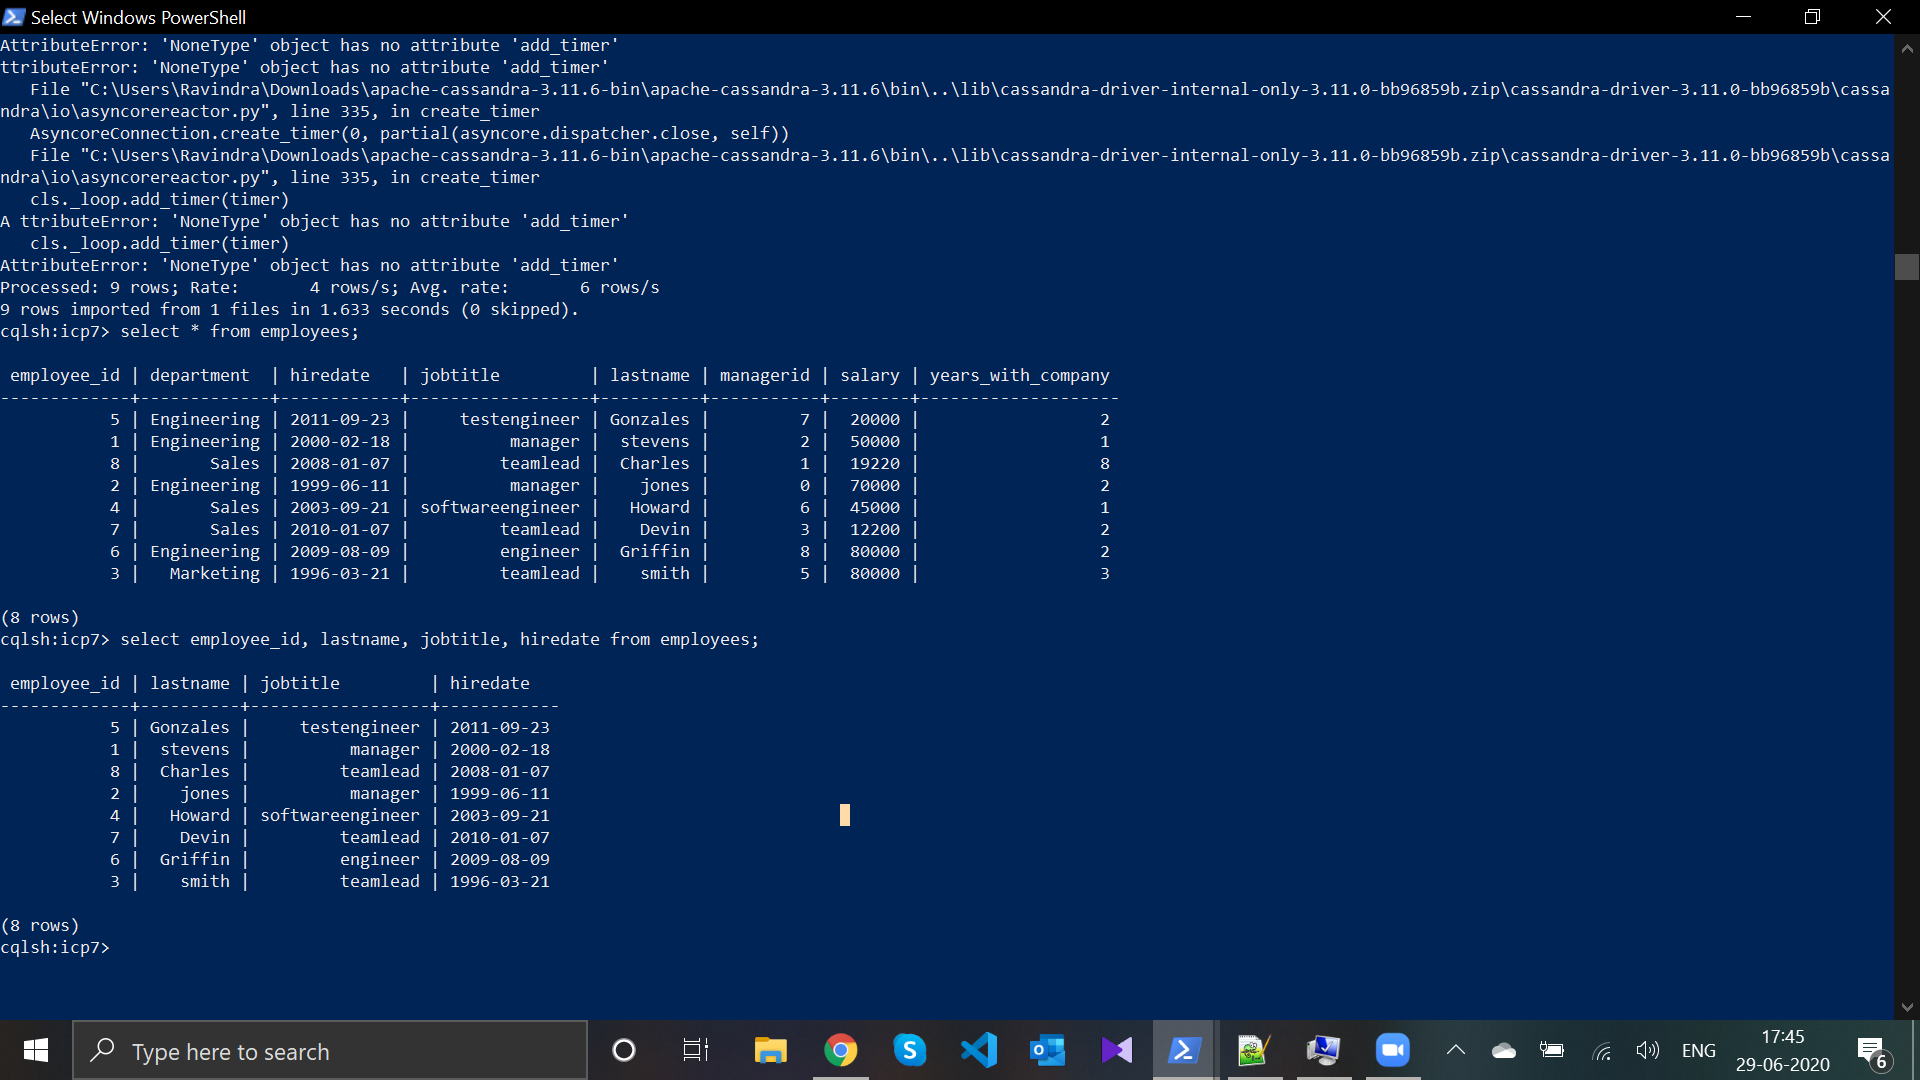 Select Windows PowerShell
AttributeError: 'NoneType' object has no attribute 'add_timer'
ttributeError: 'NoneType' object has no attribute 'add_timer'
   File "C:\Users\Ravindra\Downloads\apache-cassandra-3.11.6-bin\apache-cassandra-3.11.6\bin\..\lib\cassandra-driver-internal-only-3.11.0-bb96859b.zip\cassandra-driver-3.11.0-bb96859b\cassa
ndra\io\asyncorereactor.py", line 335, in create_timer
   AsyncoreConnection.create_timer(0, partial(asyncore.dispatcher.close, self))
   File "C:\Users\Ravindra\Downloads\apache-cassandra-3.11.6-bin\apache-cassandra-3.11.6\bin\..\lib\cassandra-driver-internal-only-3.11.0-bb96859b.zip\cassandra-driver-3.11.0-bb96859b\cassa
ndra\io\asyncorereactor.py", line 335, in create_timer
   cls._loop.add_timer(timer)
A ttributeError: 'NoneType' object has no attribute 'add_timer'
   cls._loop.add_timer(timer)
AttributeError: 'NoneType' object has no attribute 'add_timer'
Processed: 9 rows; Rate:       4 rows/s; Avg. rate:       6 rows/s
9 rows imported from 1 files in 1.633 seconds (0 skipped).
cqlsh:icp7> select * from employees;
 employee_id | department  | hiredate   | jobtitle         | lastname | managerid | salary | years_with_company
-------------+-------------+------------+------------------+----------+-----------+--------+--------------------
           5 | Engineering | 2011-09-23 |     testengineer | Gonzales |         7 |  20000 |                  2
           1 | Engineering | 2000-02-18 |          manager |  stevens |         2 |  50000 |                  1
           8 |       Sales | 2008-01-07 |         teamlead |  Charles |         1 |  19220 |                  8
           2 | Engineering | 1999-06-11 |          manager |    jones |         0 |  70000 |                  2
           4 |       Sales | 2003-09-21 | softwareengineer |   Howard |         6 |  45000 |                  1
           7 |       Sales | 2010-01-07 |         teamlead |    Devin |         3 |  12200 |                  2
           6 | Engineering | 2009-08-09 |         engineer |  Griffin |         8 |  80000 |                  2
           3 |   Marketing | 1996-03-21 |         teamlead |    smith |         5 |  80000 |                  3
(8 rows)
cqlsh:icp7> select employee_id, lastname, jobtitle, hiredate from employees;
 employee_id | lastname | jobtitle         | hiredate
-------------+----------+------------------+------------
           5 | Gonzales |     testengineer | 2011-09-23
           1 |  stevens |          manager | 2000-02-18
           8 |  Charles |         teamlead | 2008-01-07
           2 |    jones |          manager | 1999-06-11
           4 |   Howard | softwareengineer | 2003-09-21
           7 |    Devin |         teamlead | 2010-01-07
           6 |  Griffin |         engineer | 2009-08-09
           3 |    smith |         teamlead | 1996-03-21
(8 rows)
cqlsh:icp7>
Type here to search
ENG
17:45
29-06-2020
6